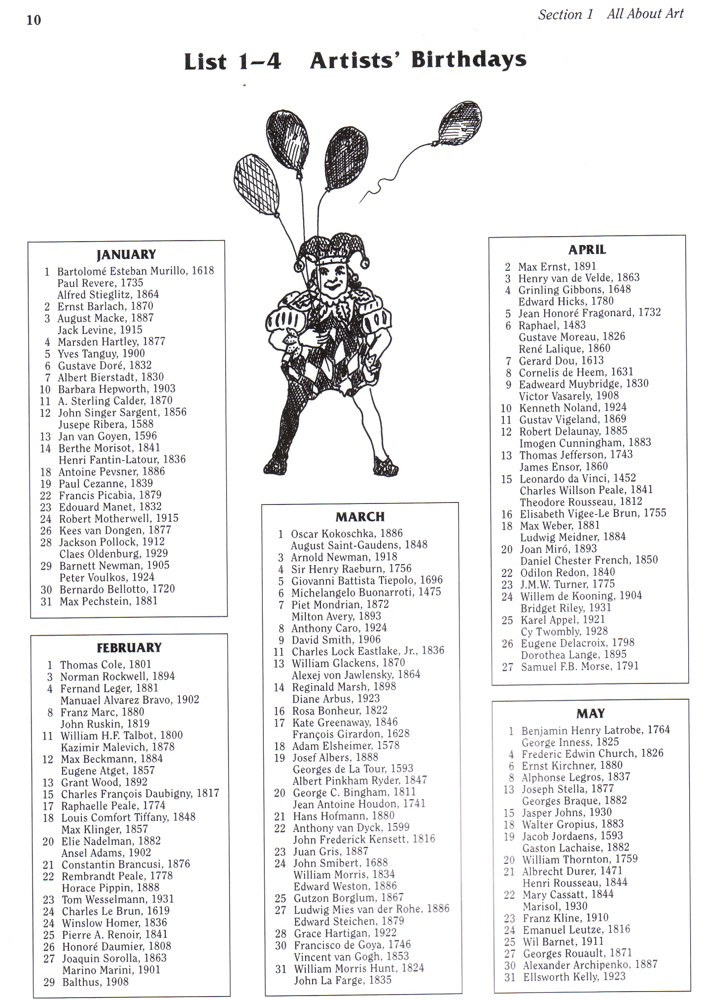 10
Section 1 All About Art
List 1–4 Artists’ Birthdays
JANUARY
1 Bartolomé Esteban Murillo, 1618
Paul Revere, 1735
Alfred Stieglitz, 1864
2 Ernst Barlach, 1870
3 August Macke, 1887
Jack Levine, 1915
4 Marsden Hartley, 1877
5 Yves Tanguy, 1900
6 Gustave Doré, 1832
7 Albert Bierstadt, 1830
10 Barbara Hepworth, 1903
11 A. Sterling Calder, 1870
12 John Singer Sargent, 1856
Jusepe Ribera, 1588
13 Jan van Goyen, 1596
14 Berthe Morisot, 1841
Henri Fantin-Latour, 1836
18 Antoine Pevsner, 1886
19 Paul Cezanne, 1839
22 Francis Picabia, 1879
23 Edouard Manet, 1832
24 Robert Motherwell, 1915
26 Kees van Dongen, 1877
28 Jackson Pollock, 1912
Claes Oldenburg, 1929
29 Barnett Newman, 1905
Peter Voulkos, 1924
30 Bernardo Bellotto, 1720
31 Max Pechstein, 1881
FEBRUARY
1 Thomas Cole, 1801
3 Norman Rockwell, 1894
4 Fernand Leger, 1881
Manuael Alvarez Bravo, 1902
8 Franz Marc, 1880
John Ruskin, 1819
11 William H.F. Talbot, 1800
Kazimir Malevich, 1878
12 Max Beckmann, 1884
Eugene Atget, 1857
13 Grant Wood, 1892
15 Charles François Daubigny, 1817
17 Raphaelle Peale, 1774
18 Louis Comfort Tiffany, 1848
Max Klinger, 1857
20 Elie Nadelman, 1882
Ansel Adams, 1902
21 Constantin Brancusi, 1876
22 Rembrandt Peale, 1778
Horace Pippin, 1888
23 Tom Wesselmann, 1931
24 Charles Le Brun, 1619
24 Winslow Homer, 1836
25 Pierre A. Renoir, 1841
26 Honoré Daumier, 1808
27 Joaquin Sorolla, 1863
Marino Marini, 1901
29 Balthus, 1908
MARCH
1 Oscar Kokoschka, 1886
August Saint-Gaudens, 1848
3 Arnold Newman, 1918
4 Sir Henry Raeburn, 1756
5 Giovanni Battista Tiepolo, 1696
6 Michelangelo Buonarroti, 1475
7 Piet Mondrian, 1872
Milton Avery, 1893
8 Anthony Caro, 1924
9 David Smith, 1906
11 Charles Lock Eastlake, Jr., 1836
13 William Glackens, 1870
Alexej von Jawlensky, 1864
14 Reginald Marsh, 1898
Diane Arbus, 1923
16 Rosa Bonheur, 1822
17 Kate Greenaway, 1846
François Girardon, 1628
18 Adam Elsheimer, 1578
19 Josef Albers, 1888
Georges de La Tour, 1593
Albert Pinkham Ryder, 1847
20 George C. Bingham, 1811
Jean Antoine Houdon, 1741
21 Hans Hofmann, 1880
22 Anthony van Dyck, 1599
John Frederick Kensett, 1816
23 Juan Gris, 1887
24 John Smibert, 1688
William Morris, 1834
Edward Weston, 1886
25 Gutzon Borglum, 1867
27 Ludwig Mies van der Rohe, 1886
Edward Steichen, 1879
28 Grace Hartigan, 1922
30 Francisco de Goya, 1746
Vincent van Gogh, 1853
31 William Morris Hunt, 1824
John La Farge, 1835
APRIL
2 Max Ernst, 1891
3 Henry van de Velde, 1863
4 Grinling Gibbons, 1648
Edward Hicks, 1780
5 Jean Honoré Fragonard, 1732
6 Raphael, 1483
Gustave Moreau, 1826
René Lalique, 1860
7 Gerard Dou, 1613
8 Cornelis de Heem, 1631
9 Eadweard Muybridge, 1830
Victor Vasarely, 1908
10 Kenneth Noland, 1924
11 Gustav Vigeland, 1869
12 Robert Delaunay, 1885
Imogen Cunningham, 1883
13 Thomas Jefferson, 1743
James Ensor, 1860
15 Leonardo da Vinci, 1452
Charles Willson Peale, 1841
Theodore Rousseau, 1812
16 Elisabeth Vigee-Le Brun, 1755
18 Max Weber, 1881
Ludwig Meidner, 1884
20 Joan Miró, 1893
Daniel Chester French, 1850
22 Odilon Redon, 1840
23 J.M.W. Turner, 1775
24 Willem de Kooning, 1904
Bridget Riley, 1931
25 Karel Appel, 1921
Cy Twombly, 1928
26 Eugene Delacroix, 1798
Dorothea Lange, 1895
27 Samuel F.B. Morse, 1791
MAY
1 Benjamin Henry Latrobe, 1764
George Inness, 1825
4 Frederic Edwin Church, 1826
6 Ernst Kirchner, 1880
8 Alphonse Legros, 1837
13 Joseph Stella, 1877
Georges Braque, 1882
15 Jasper Johns, 1930
18 Walter Gropius, 1883
19 Jacob Jordaens, 1593
Gaston Lachaise, 1882
20 William Thornton, 1759
21 Albrecht Durer, 1471
Henri Rousseau, 1844
22 Mary Cassatt, 1844
Marisol, 1930
23 Franz Kline, 1910
24 Emanuel Leutze, 1816
25 Wil Barnet, 1911
27 Georges Rouault, 1871
30 Alexander Archipenko, 1887
31 Ellsworth Kelly, 1923